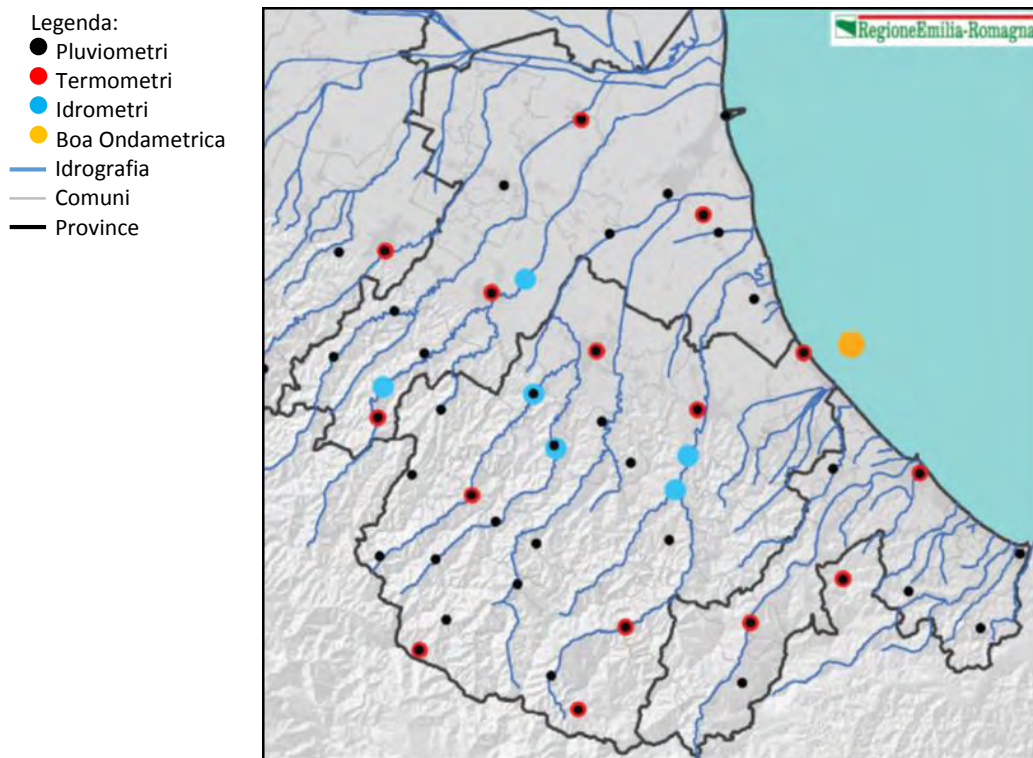 Legenda:
Pluviometri
Termometri
Idrometri
Boa Ondametrica
Idrografia
Comuni
Province
RegioneEmilia-Romagna